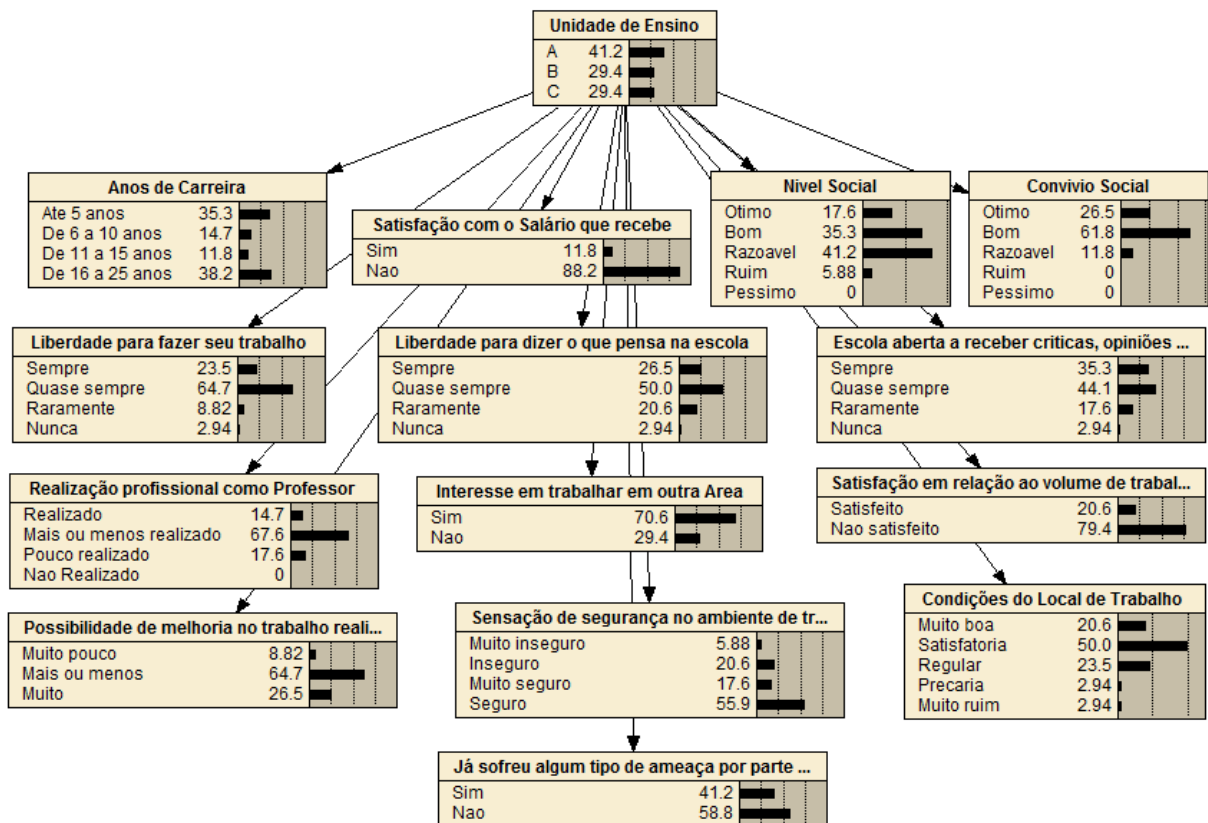 Unidade de Ensino
A 41.2
B 29.4
C 29.4
Anos de Carreira
Ate 5 anos 35.3
De 6 a 10 anos 14.7
De 11 a 15 anos 11.8
De 16 a 25 anos 38.2
Satisfação com o Salário que recebe
Sim 11.8
Nao 88.2
Nivel Social
Otimo 17.6
Bom 35.3
Razoavel 41.2
Ruim 5.88
Pessimo 0
Convivio Social
Otimo 26.5
Bom 61.8
Razoavel 11.8
Ruim 0
Pessimo 0
Liberdade para fazer seu trabalho
Sempre 23.5
Quase sempre 64.7
Raramente 8.82
Nunca 2.94
Liberdade para dizer o que pensa na escola
Sempre 26.5
Quase sempre 50.0
Raramente 20.6
Nunca 2.94
Escola aberta a receber criticas, opiniões ...
Sempre 35.3
Quase sempre 44.1
Raramente 17.6
Nunca 2.94
Realização profissional como Professor
Realizado 14.7
Mais ou menos realizado 67.6
Pouco realizado 17.6
Nao Realizado 0
Interesse em trabalhar em outra Area
Sim 70.6
Nao 29.4
Satisfação em relação ao volume de trabal...
Satisfeito 20.6
Nao satisfeito 79.4
Possibilidade de melhoria no trabalho reali...
Muito pouco 8.82
Mais ou menos 64.7
Muito 26.5
Sensação de segurança no ambiente de tr...
Muito inseguro 5.88
Inseguro 20.6
Muito seguro 17.6
Seguro 55.9
Condições do Local de Trabalho
Muito boa 20.6
Satisfatoria 50.0
Regular 23.5
Precaria 2.94
Muito ruim 2.94
Já sofreu algum tipo de ameaça por parte ...
Sim 41.2
Nao 58.8